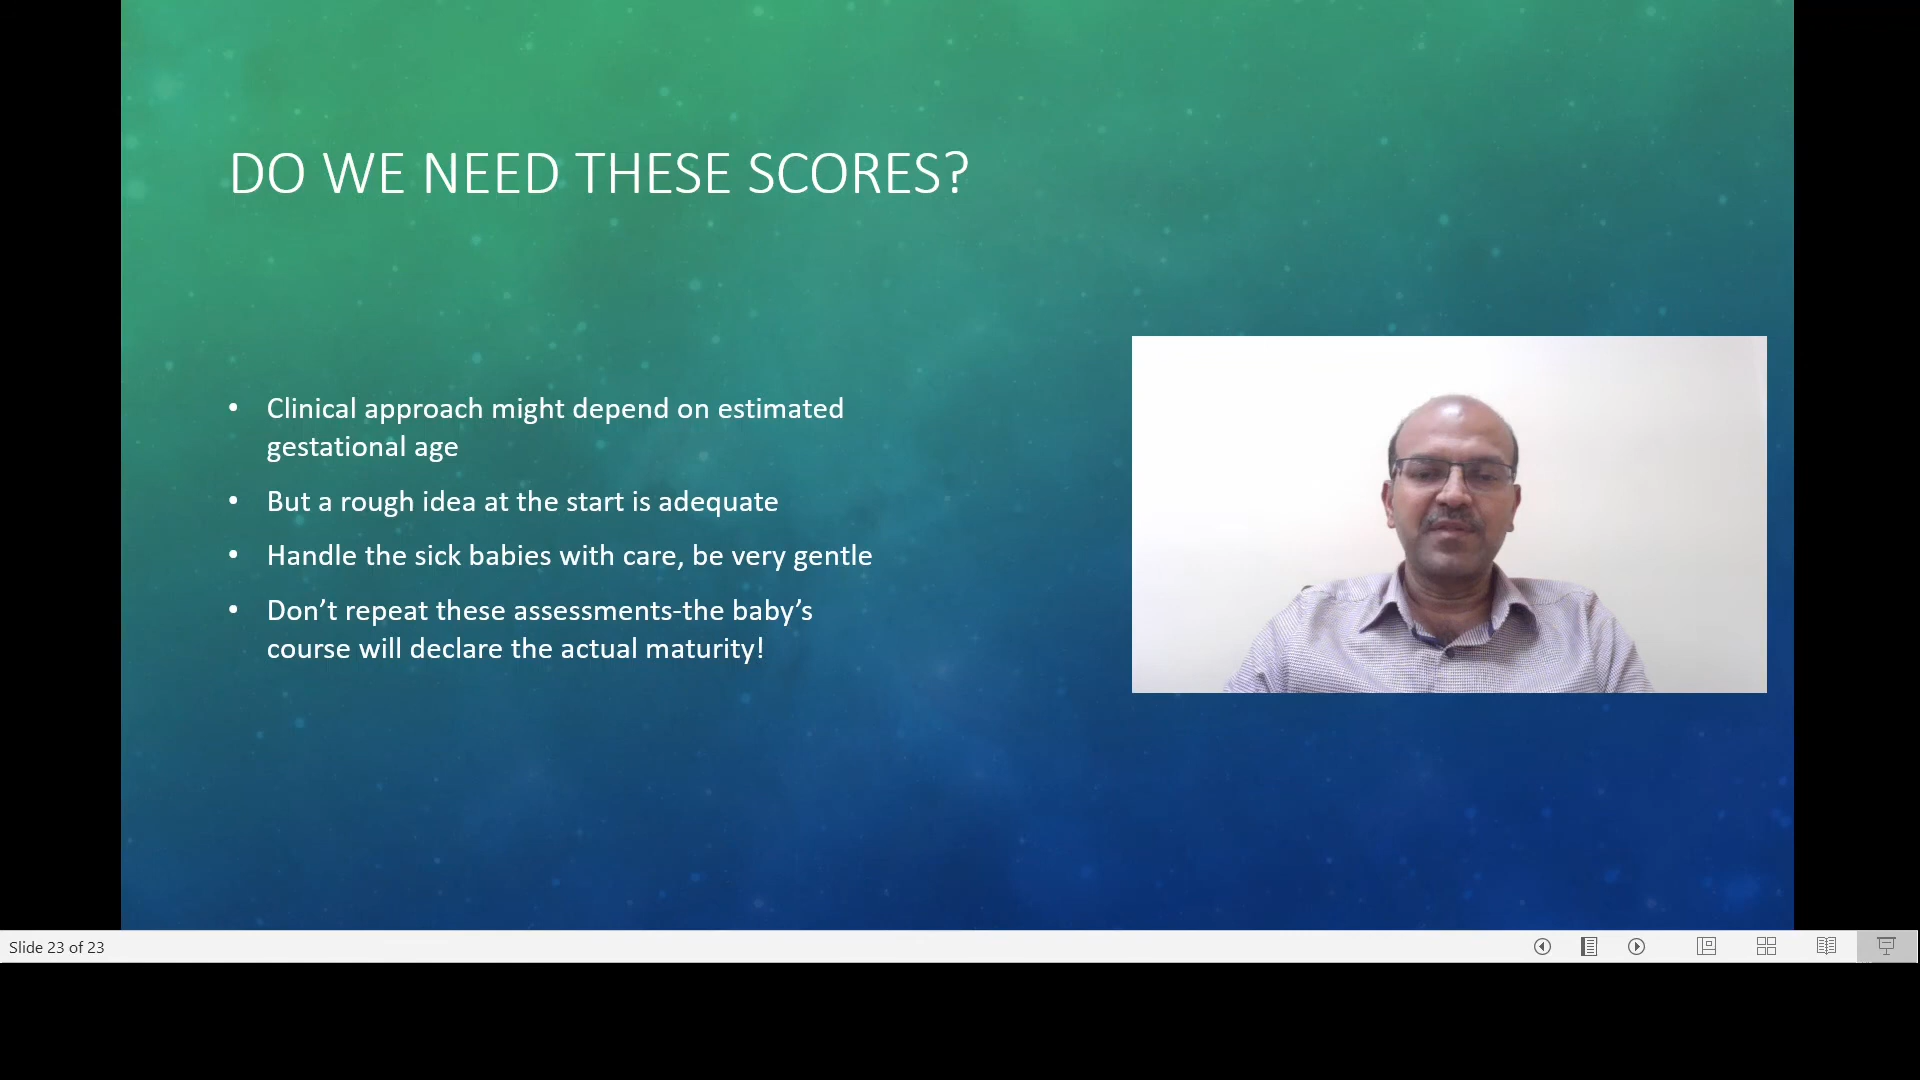 DO WE NEED THESE SCORES?
• Clinical approach might depend on estimated
gestational age
• But a rough idea at the start is adequate
• Handle the sick babies with care, be very gentle
• Don’t repeat these assessments-the baby’s
course will declare the actual maturity!
Slide 23 of 23